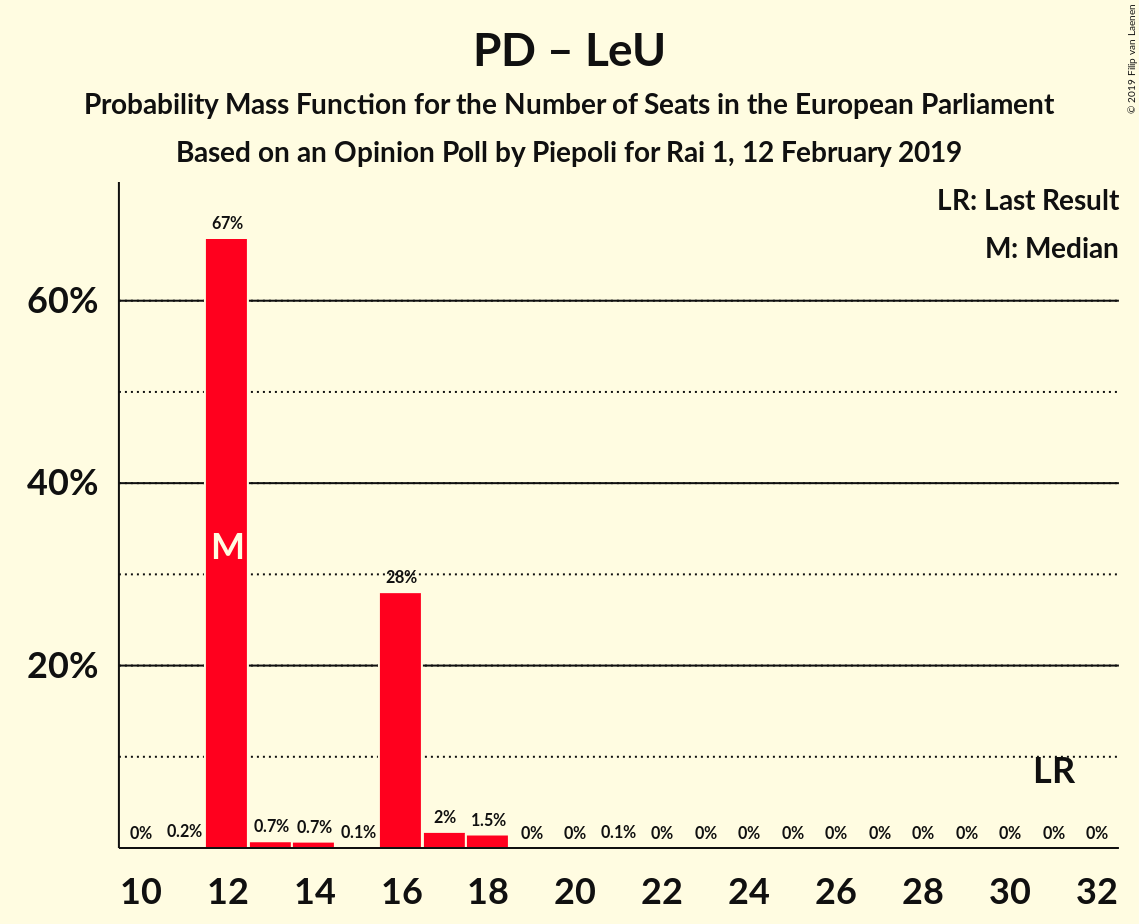 PD – LeU
Probability Mass Function for the Number of Seats in the European Parliament
Based on an Opinion Poll by Piepoli for Rai 1, 12 February 2019
© 2019 Filip van Laenen
LR: Last Result
M: Median
60%
40%
20%
67%
M
28%
LR
0% 0.2% 0.7% 0.7% 0.1% 2% 1.5% 0% 0% 0.1% 0% 0% 0% 0% 0% 0% 0% 0% 0% 0% 0%
10 12 14 16 18 20 22 24 26 28 30 32